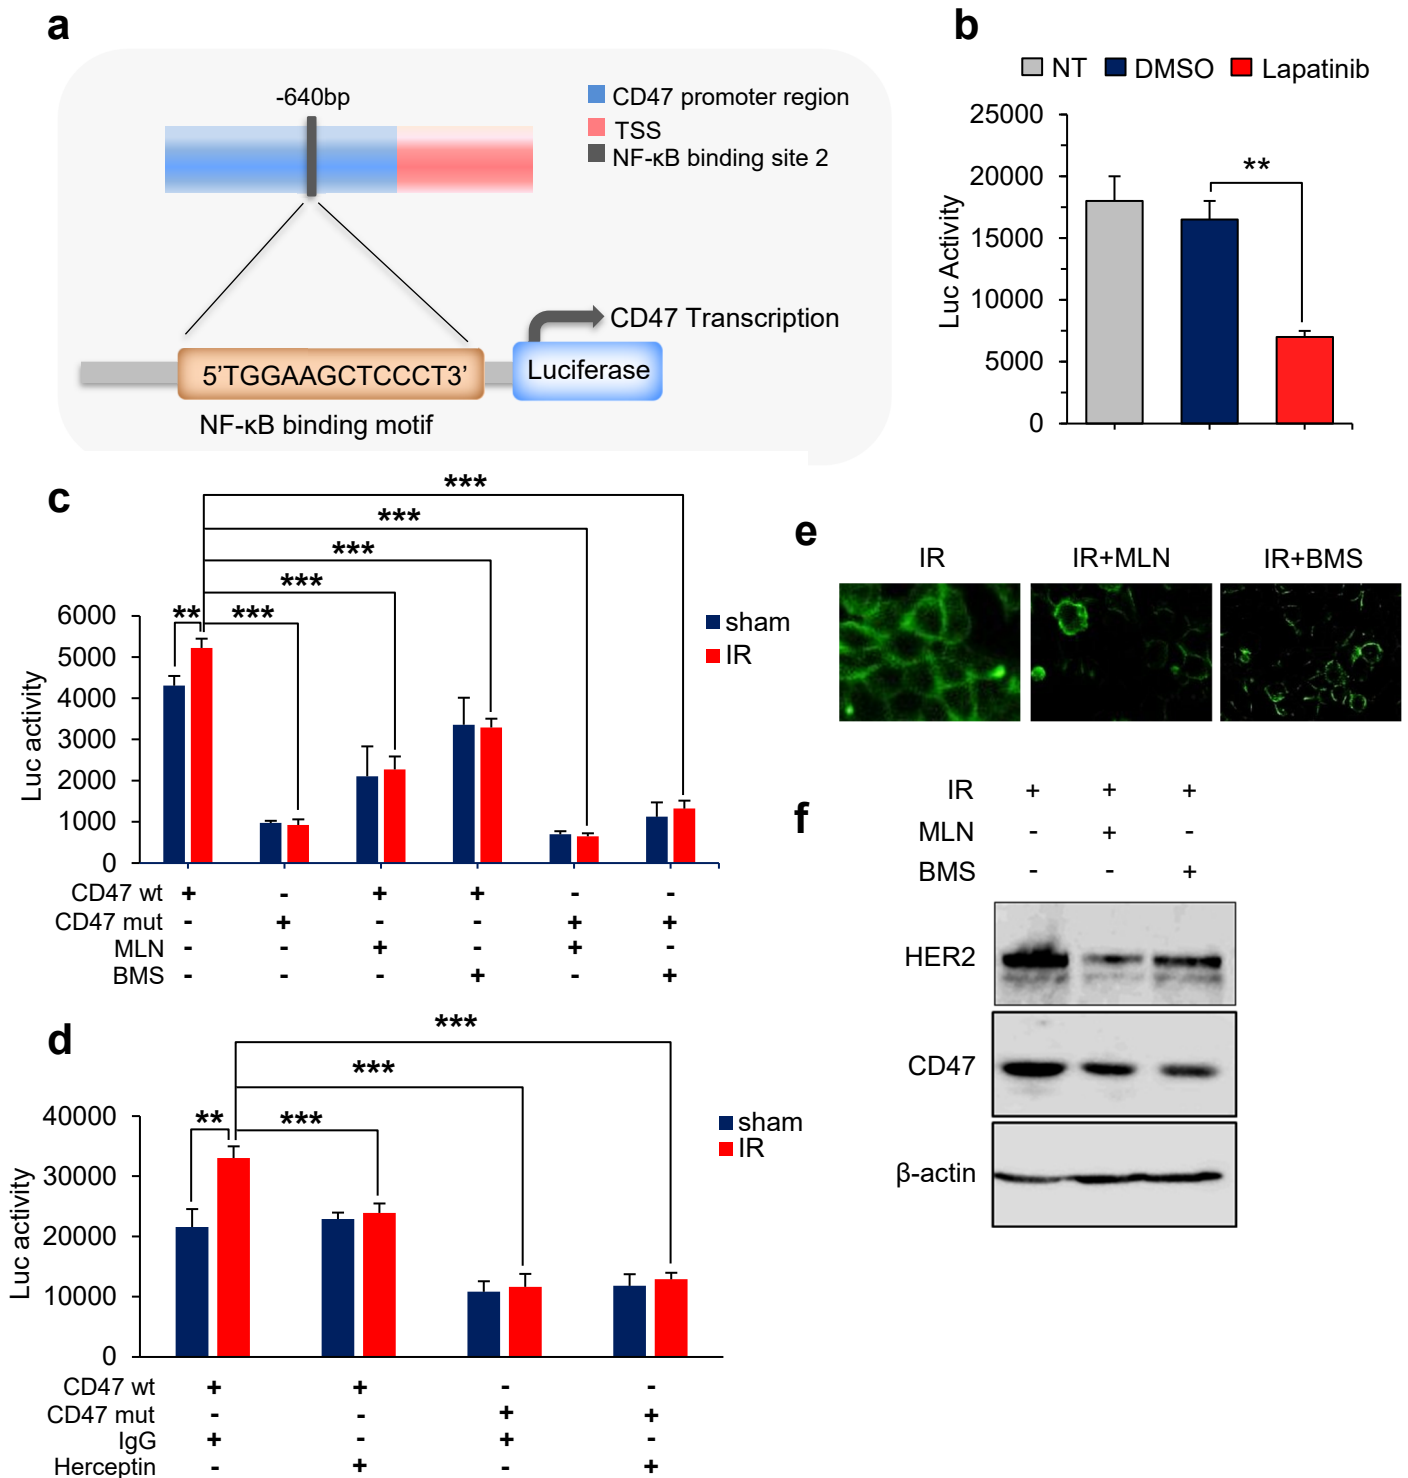 a
-640bp
CD47 promoter region
TSS
NF-κB binding site 2
CD47 Transcription
5’TGGAAGCTCCCT3’
Luciferase
NF-κB binding motif
b
NT DMSO Lapatinib
25000
20000
15000
10000
5000
0
Luc Activity
**
c
***
***
***
***
** ***
6000
5000
4000
3000
2000
1000
0
Luc activity
sham
IR
CD47 wt + - + + - -
CD47 mut - + - - + +
MLN - - + - + -
BMS - - - + - +
d
***
***
** ***
40000
30000
20000
10000
0
Luc activity
sham
IR
CD47 wt + + - -
CD47 mut - - + +
IgG + - + -
Herceptin - + - +
e
IR IR+MLN IR+BMS
f
IR + + +
MLN - + -
BMS - - +
HER2
CD47
β-actin